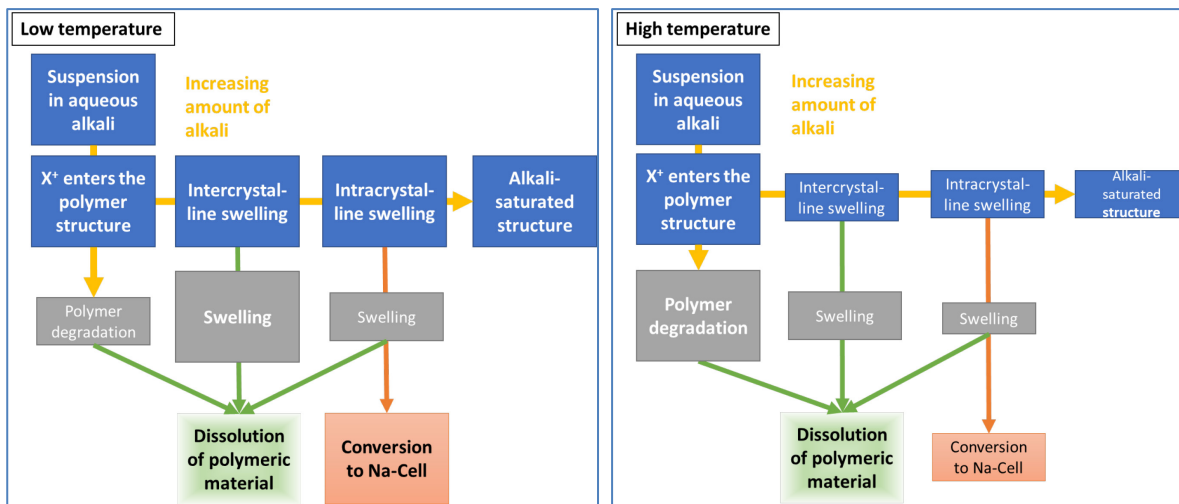 Low temperature
Suspension
in aqueous
alkali
Increasing
amount of
alkali
X⁺ enters the
polymer
structure
Intercrystal-
line swelling
Intracrystal-
line swelling
Alkali-
saturated
structure
Polymer
degradation
Swelling
Swelling
Dissolution
of polymeric
material
Conversion
to Na-Cell
High temperature
Suspension
in aqueous
alkali
Increasing
amount of
alkali
X⁺ enters the
polymer
structure
Intercrystal-
line swelling
Intracrystal-
line swelling
Alkali-
saturated
structure
Polymer
degradation
Swelling
Swelling
Dissolution
of polymeric
material
Conversion
to Na-Cell